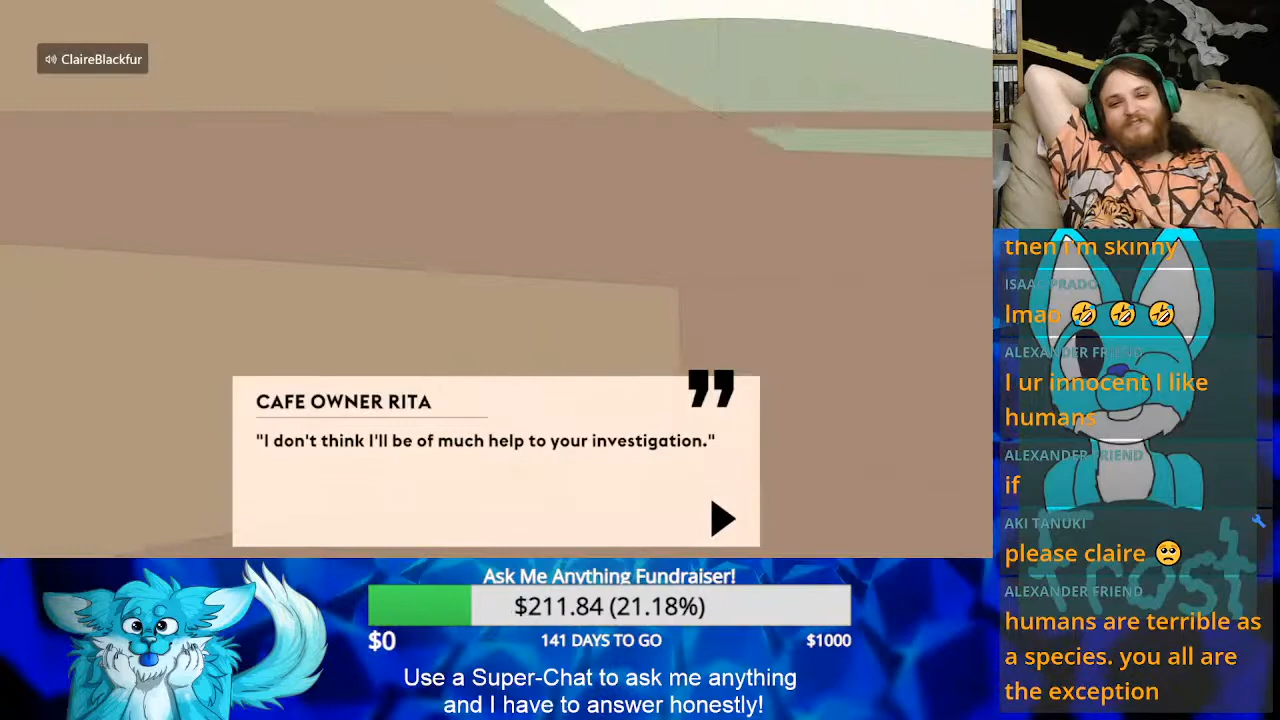 ClaireBlackfur
CAFE OWNER RITA
"I don't think I'll be of much help to your investigation."
then I'm skinny
ISAAC PRADO
lmao 🤣 🤣 🤣
ALEXANDER FRIEND
I ur innocent I like
humans
ALEXANDER FRIEND
if
AKI TANUKI
please claire 🥺
ALEXANDER FRIEND
humans are terrible as
a species. you all are
the exception
Frost
Ask Me Anything Fundraiser!
$211.84 (21.18%)
$0
141 DAYS TO GO
$1000
Use a Super-Chat to ask me anything
and I have to answer honestly!